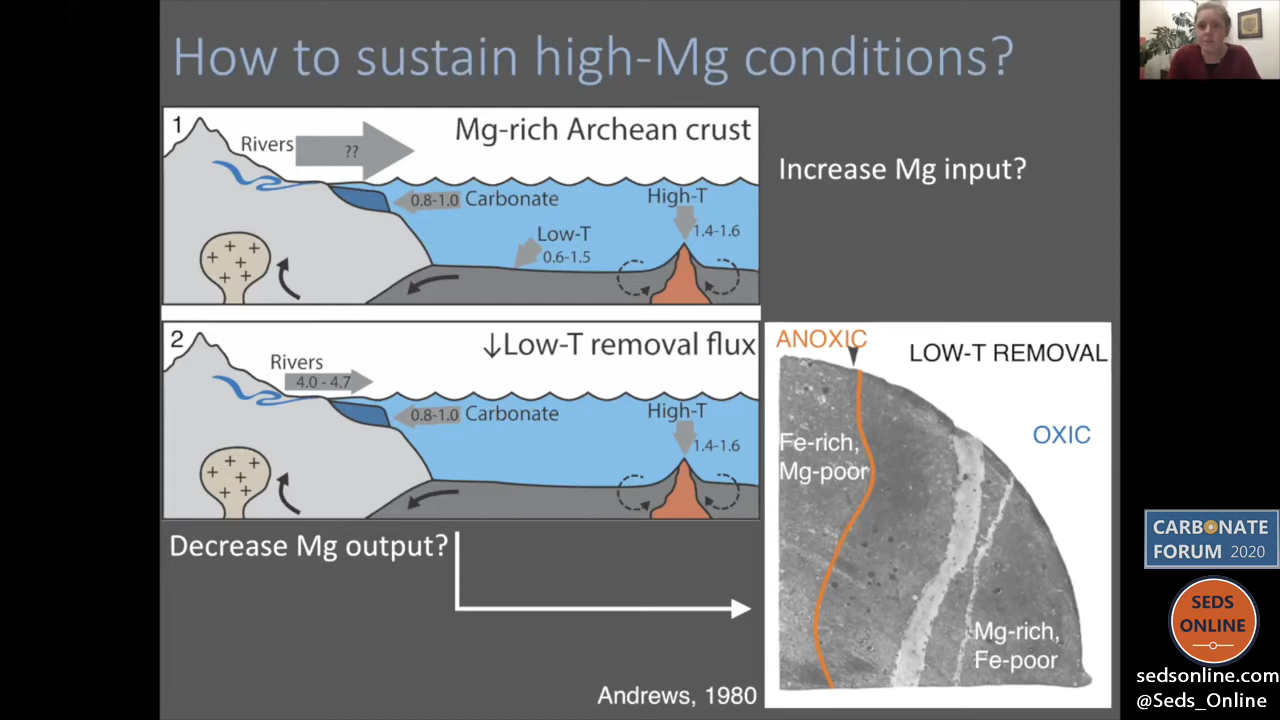 How to sustain high-Mg conditions?
1
Rivers
??
Mg-rich Archean crust
0.8-1.0 Carbonate
High-T
1.4-1.6
Low-T
0.6-1.5
Increase Mg input?
2
Rivers
4.0 - 4.7
↓Low-T removal flux
0.8-1.0 Carbonate
High-T
1.4-1.6
Decrease Mg output?
ANOXIC
LOW-T REMOVAL
OXIC
Fe-rich,
Mg-poor
Mg-rich,
Fe-poor
Andrews, 1980
CARBONATE
FORUM 2020
SEDS
ONLINE
sedsonline.com
@Seds_Online